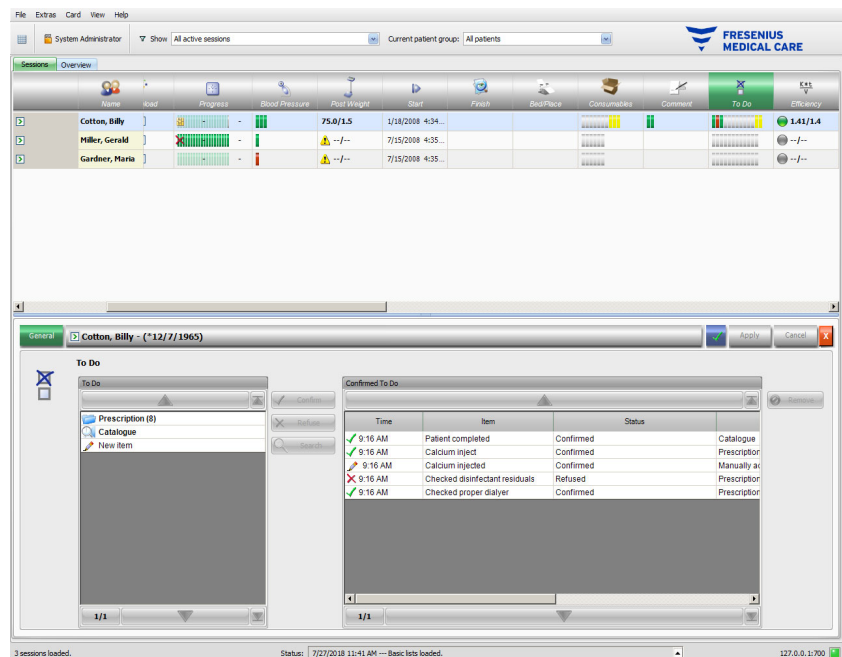 File Extras Card View Help
System Administrator Show All active sessions Current patient group: All patients
FRESENIUS
MEDICAL CARE
Sessions Overview
Name load Progress Blood Pressure Post Weight Start Finish Bed/Place Consumables Comment To Do Efficiency
Cotton, Billy - 75.0/1.5 1/18/2008 4:34... 1.41/1.4
Miller, Gerald - --/-- 7/15/2008 4:35... --/--
Gardner, Maria - --/-- 7/15/2008 4:35... --/--
General Cotton, Billy - (*12/7/1965) Apply Cancel X
To Do
To Do Confirmed To Do
Confirm Remove
Prescription (8) Refuse Time Item Status
Catalogue 9:16 AM Patient completed Confirmed Catalogue
New item Search 9:16 AM Calcium inject Confirmed Prescription
9:16 AM Calcium injected Confirmed Manually a
9:16 AM Checked disinfectant residuals Refused Prescription
9:16 AM Checked proper dialyer Confirmed Prescription
1/1 1/1
3 sessions loaded. Status: 7/27/2018 11:41 AM --- Basic lists loaded. 127.0.0.1:700